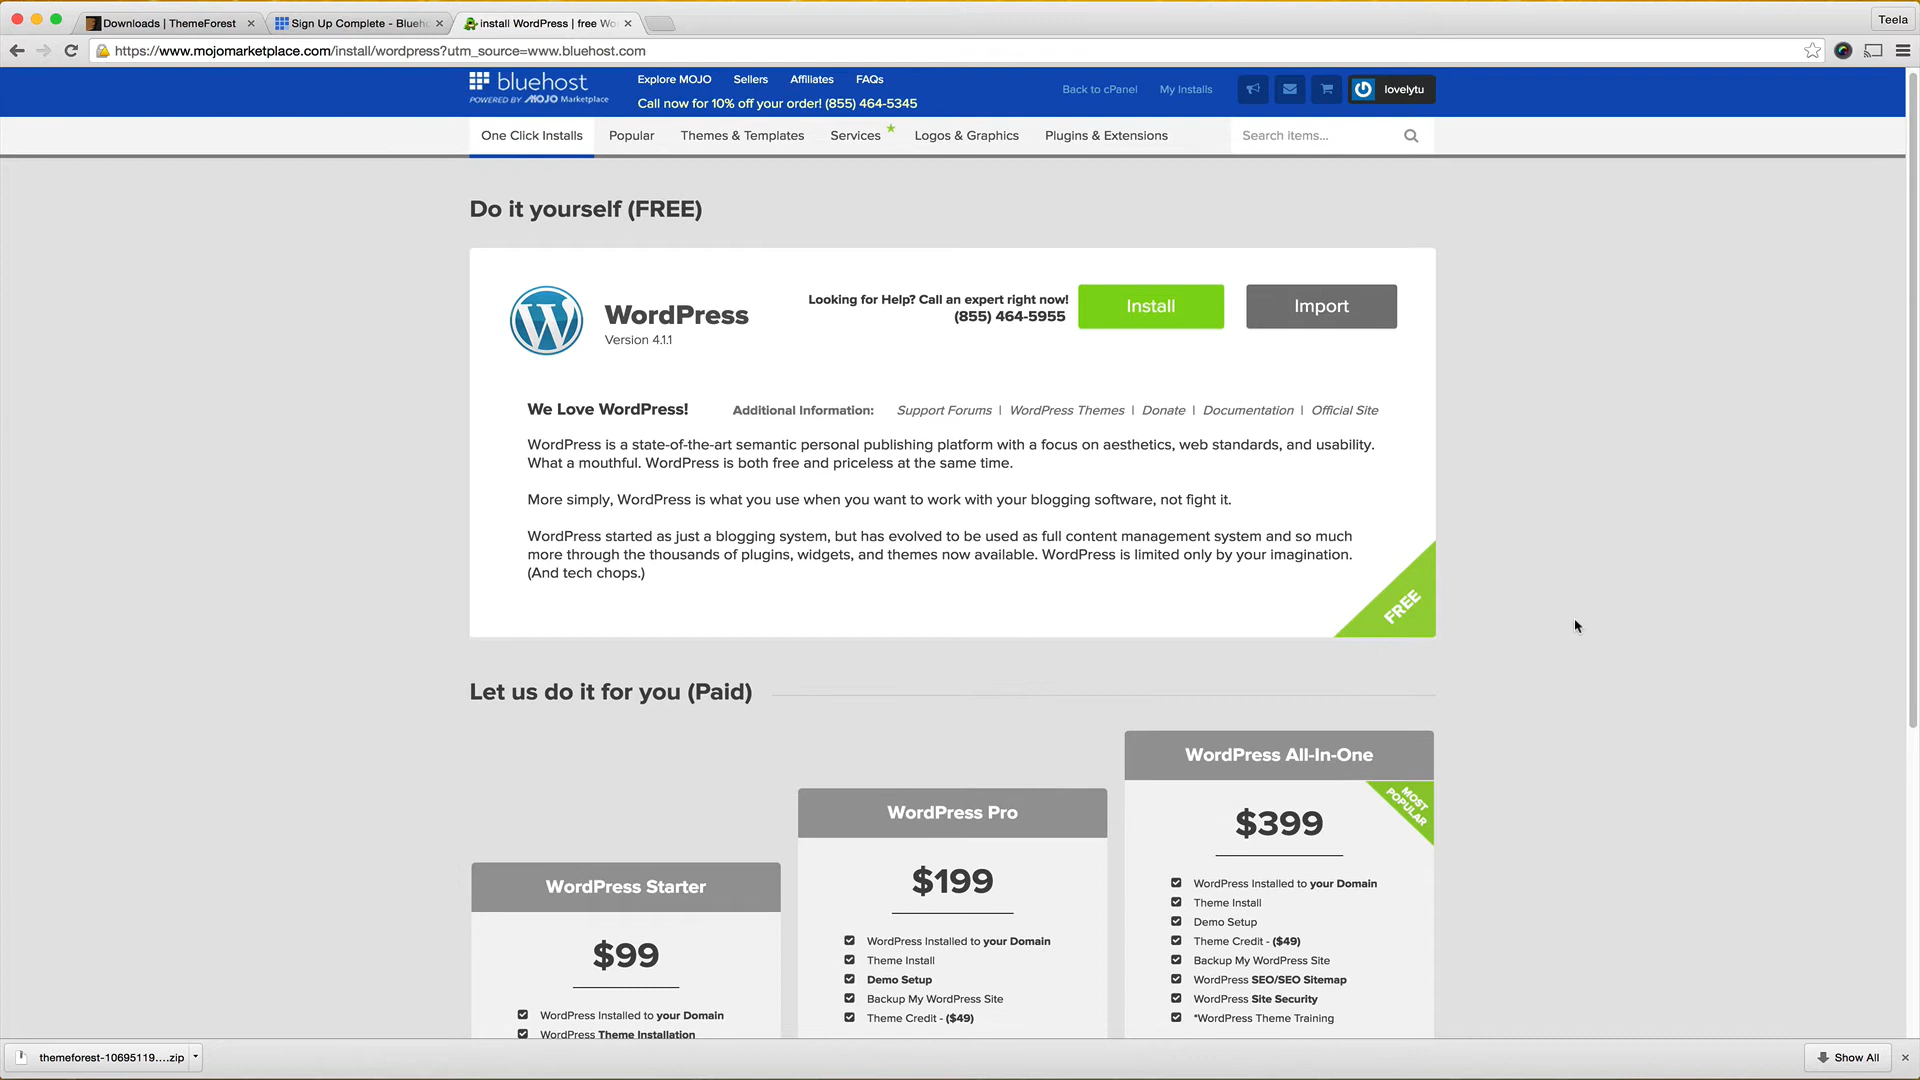 Downloads | ThemeForest
Sign Up Complete - Blueho
install WordPress | free Wo
Teela
https://www.mojomarketplace.com/install/wordpress?utm_source=www.bluehost.com
bluehost
POWERED BY MOJO Marketplace
Explore MOJO
Sellers
Affiliates
FAQs
Call now for 10% off your order! (855) 464-5345
Back to cPanel
My Installs
lovelytu
One Click Installs
Popular
Themes & Templates
Services
Logos & Graphics
Plugins & Extensions
Search Items...
Do it yourself (FREE)
WordPress
Version 4.1.1
Looking for Help? Call an expert right now!
(855) 464-5955
Install
Import
We Love WordPress!
Additional Information: Support Forums | WordPress Themes | Donate | Documentation | Official Site
WordPress is a state-of-the-art semantic personal publishing platform with a focus on aesthetics, web standards, and usability.
What a mouthful. WordPress is both free and priceless at the same time.
More simply, WordPress is what you use when you want to work with your blogging software, not fight it.
WordPress started as just a blogging system, but has evolved to be used as full content management system and so much
more through the thousands of plugins, widgets, and themes now available. WordPress is limited only by your imagination.
(And tech chops.)
FREE
Let us do it for you (Paid)
WordPress Starter
$99
WordPress Installed to your Domain
WordPress Theme Installation
WordPress Pro
$199
WordPress Installed to your Domain
Theme Install
Demo Setup
Backup My WordPress Site
Theme Credit - ($49)
WordPress All-In-One
MOST
POPULAR
$399
WordPress Installed to your Domain
Theme Install
Demo Setup
Theme Credit - ($49)
Backup My WordPress Site
WordPress SEO/SEO Sitemap
WordPress Site Security
*WordPress Theme Training
themeforest-10695119....zip
Show All